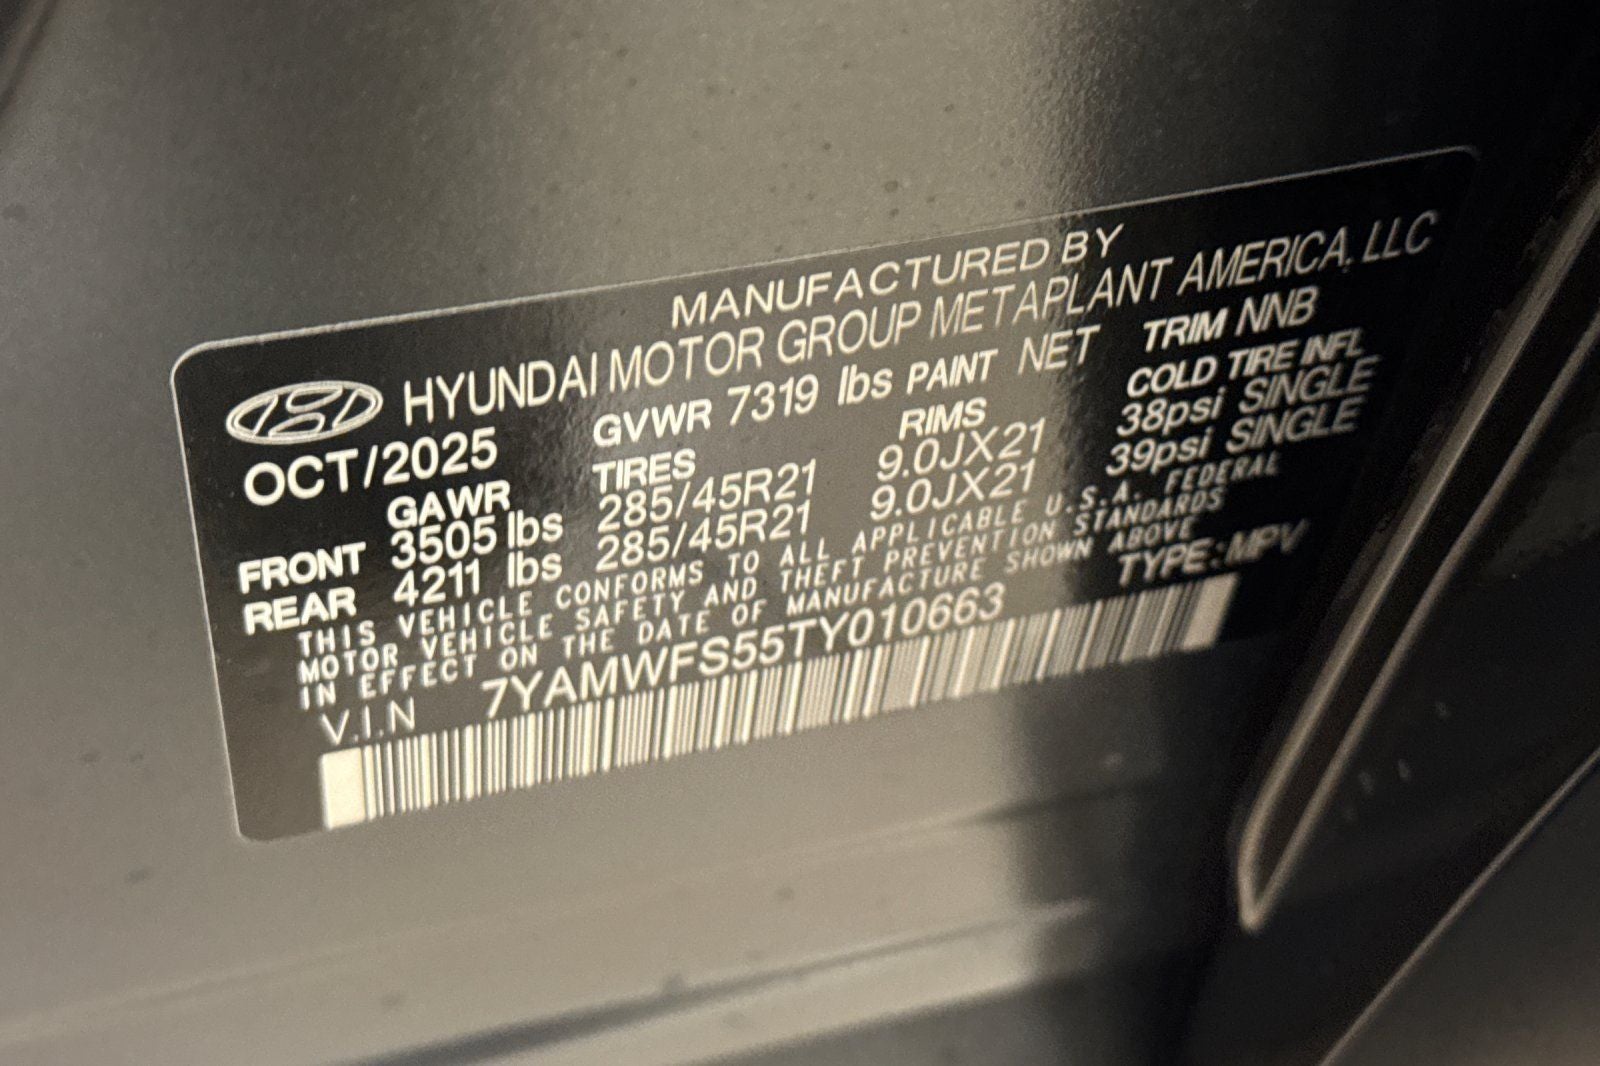 MANUFACTURED BY
HYUNDAI MOTOR GROUP METAPLANT AMERICA, LLC
OCT/2025 GVWR 7319 lbs PAINT NET TRIM NNB
GAWR TIRES RIMS COLD TIRE INFL
FRONT 3505 lbs 285/45R21 9.0JX21 38psi SINGLE
REAR 4211 lbs 285/45R21 9.0JX21 39psi SINGLE
THIS VEHICLE CONFORMS TO ALL APPLICABLE U.S.A. FEDERAL
MOTOR VEHICLE SAFETY AND THEFT PREVENTION STANDARDS
IN EFFECT ON THE DATE OF MANUFACTURE SHOWN ABOVE
V.I.N 7YAMWFS55TY010663 TYPE:MPV